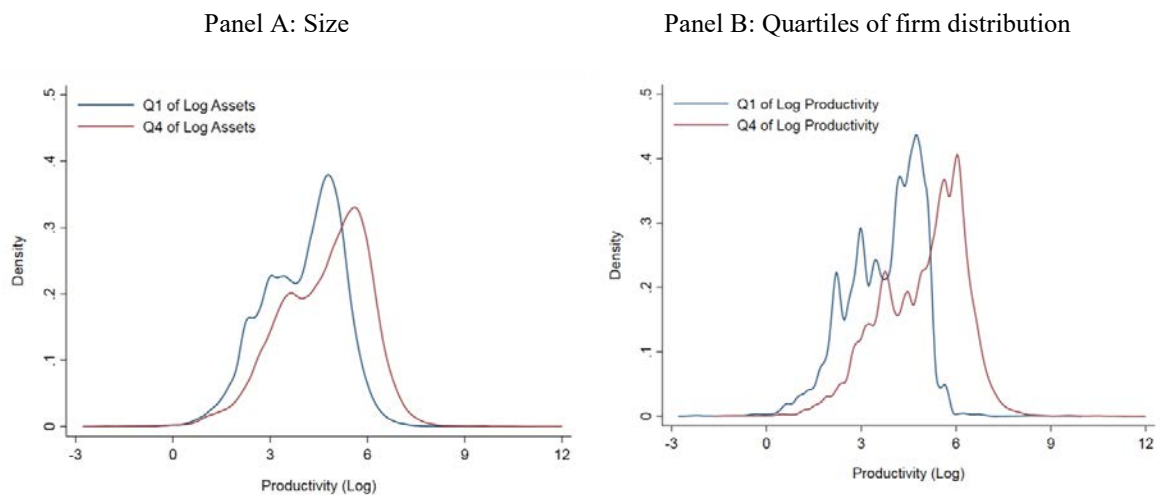 Panel A: Size
Panel B: Quartiles of firm distribution
Q1 of Log Assets
Q4 of Log Assets
.5
.4
.3
.2
.1
0
Density
-3 0 3 6 9 12
Productivity (Log)
Q1 of Log Productivity
Q4 of Log Productivity
.5
.4
.3
.2
.1
0
Density
-3 0 3 6 9 12
Productivity (Log)